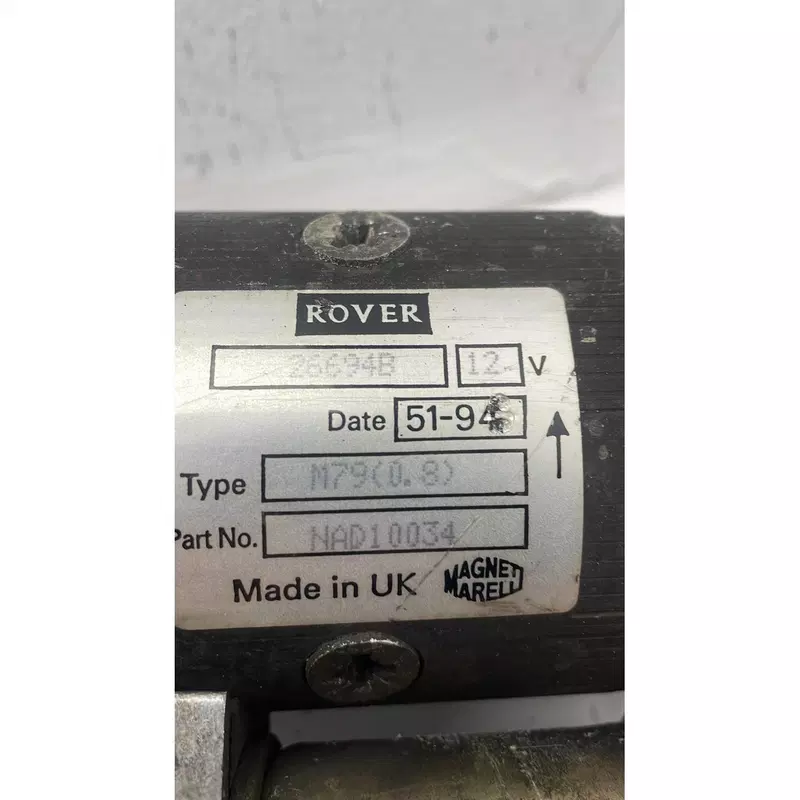 ROVER
26694B 12 V
Date 51-94
Type M79(0.8)
Part No. NAD10034
Made in UK MAGNETI MARELLI